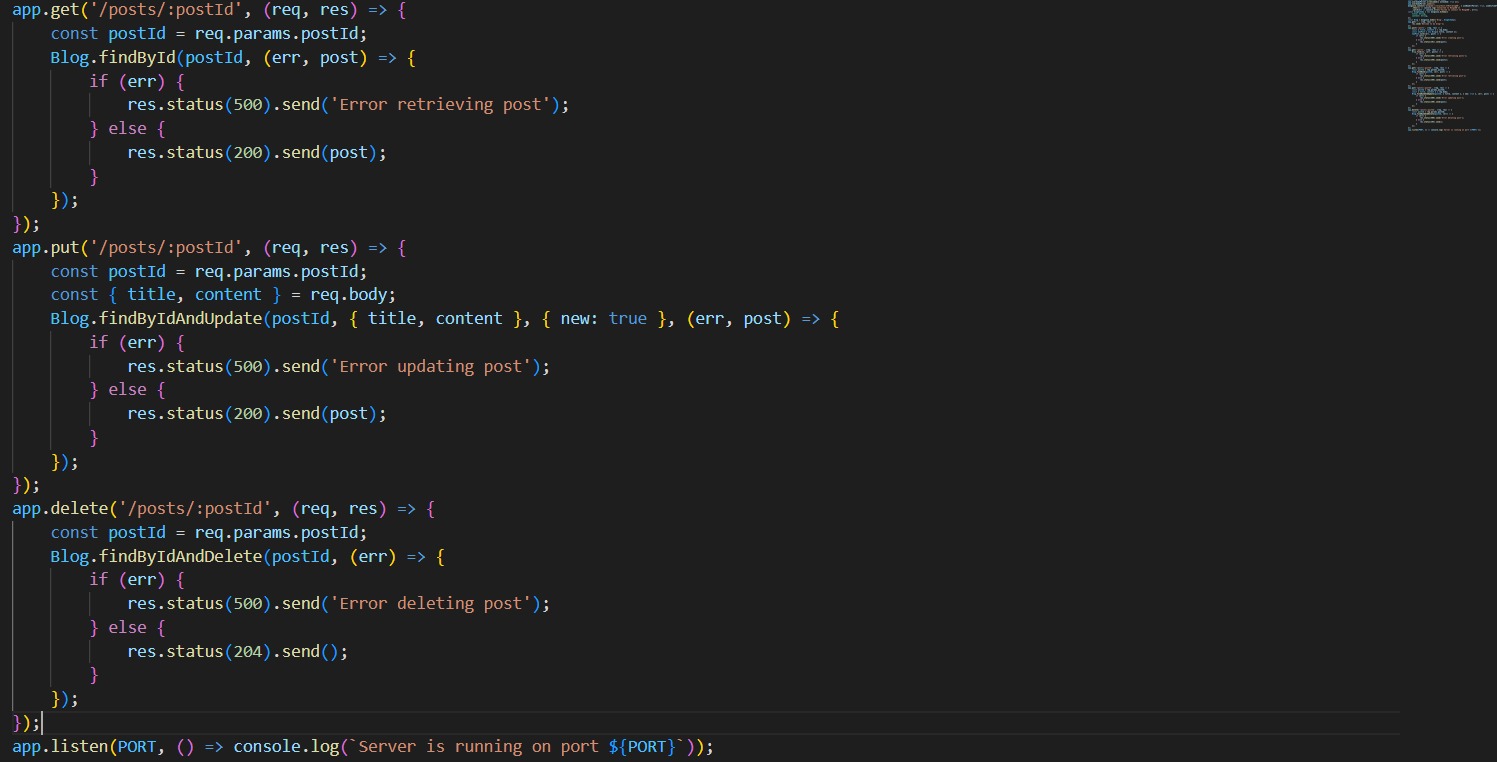 app.get('/posts/:postId', (req, res) => {
    const postId = req.params.postId;
    Blog.findById(postId, (err, post) => {
        if (err) {
            res.status(500).send('Error retrieving post');
        } else {
            res.status(200).send(post);
        }
    });
});
app.put('/posts/:postId', (req, res) => {
    const postId = req.params.postId;
    const { title, content } = req.body;
    Blog.findByIdAndUpdate(postId, { title, content }, { new: true }, (err, post) => {
        if (err) {
            res.status(500).send('Error updating post');
        } else {
            res.status(200).send(post);
        }
    });
});
app.delete('/posts/:postId', (req, res) => {
    const postId = req.params.postId;
    Blog.findByIdAndDelete(postId, (err) => {
        if (err) {
            res.status(500).send('Error deleting post');
        } else {
            res.status(204).send();
        }
    });
});
app.listen(PORT, () => console.log(`Server is running on port ${PORT}`));